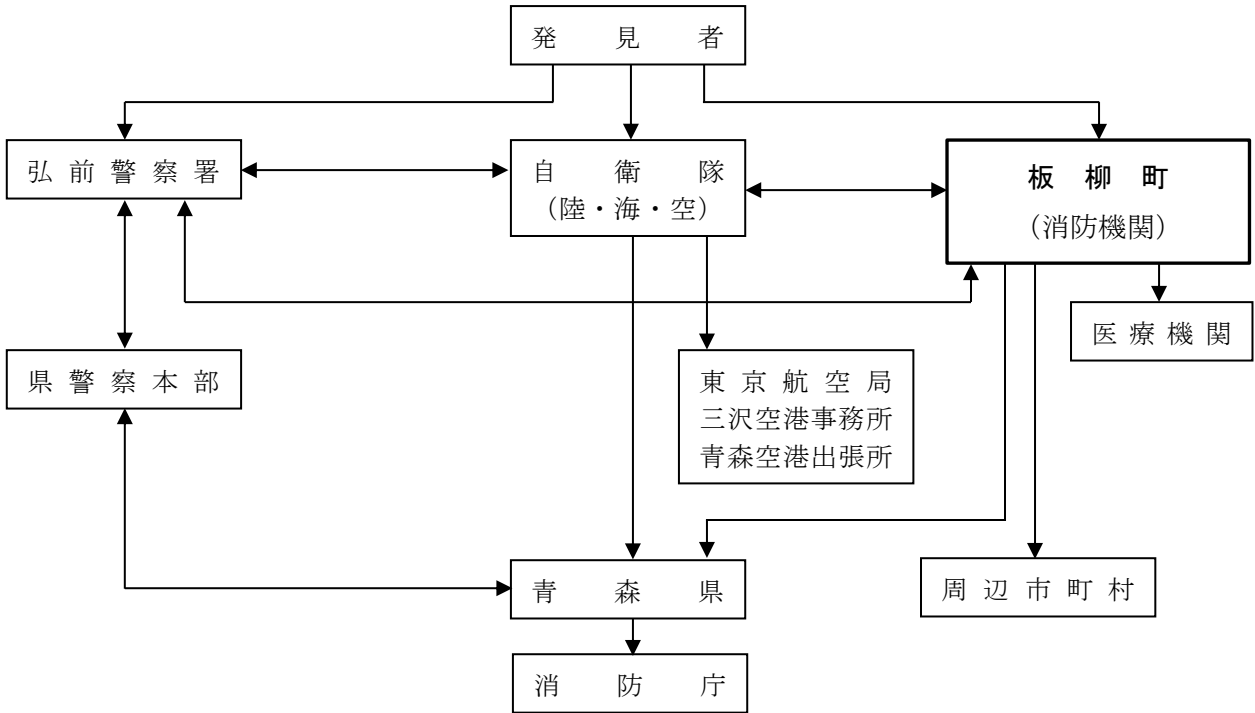 発見者
弘前警察署
自衛隊
（陸・海・空）
板柳町
（消防機関）
医療機関
県警察本部
東京航空局
三沢空港事務所
青森空港出張所
青森県
周辺市町村
消防庁